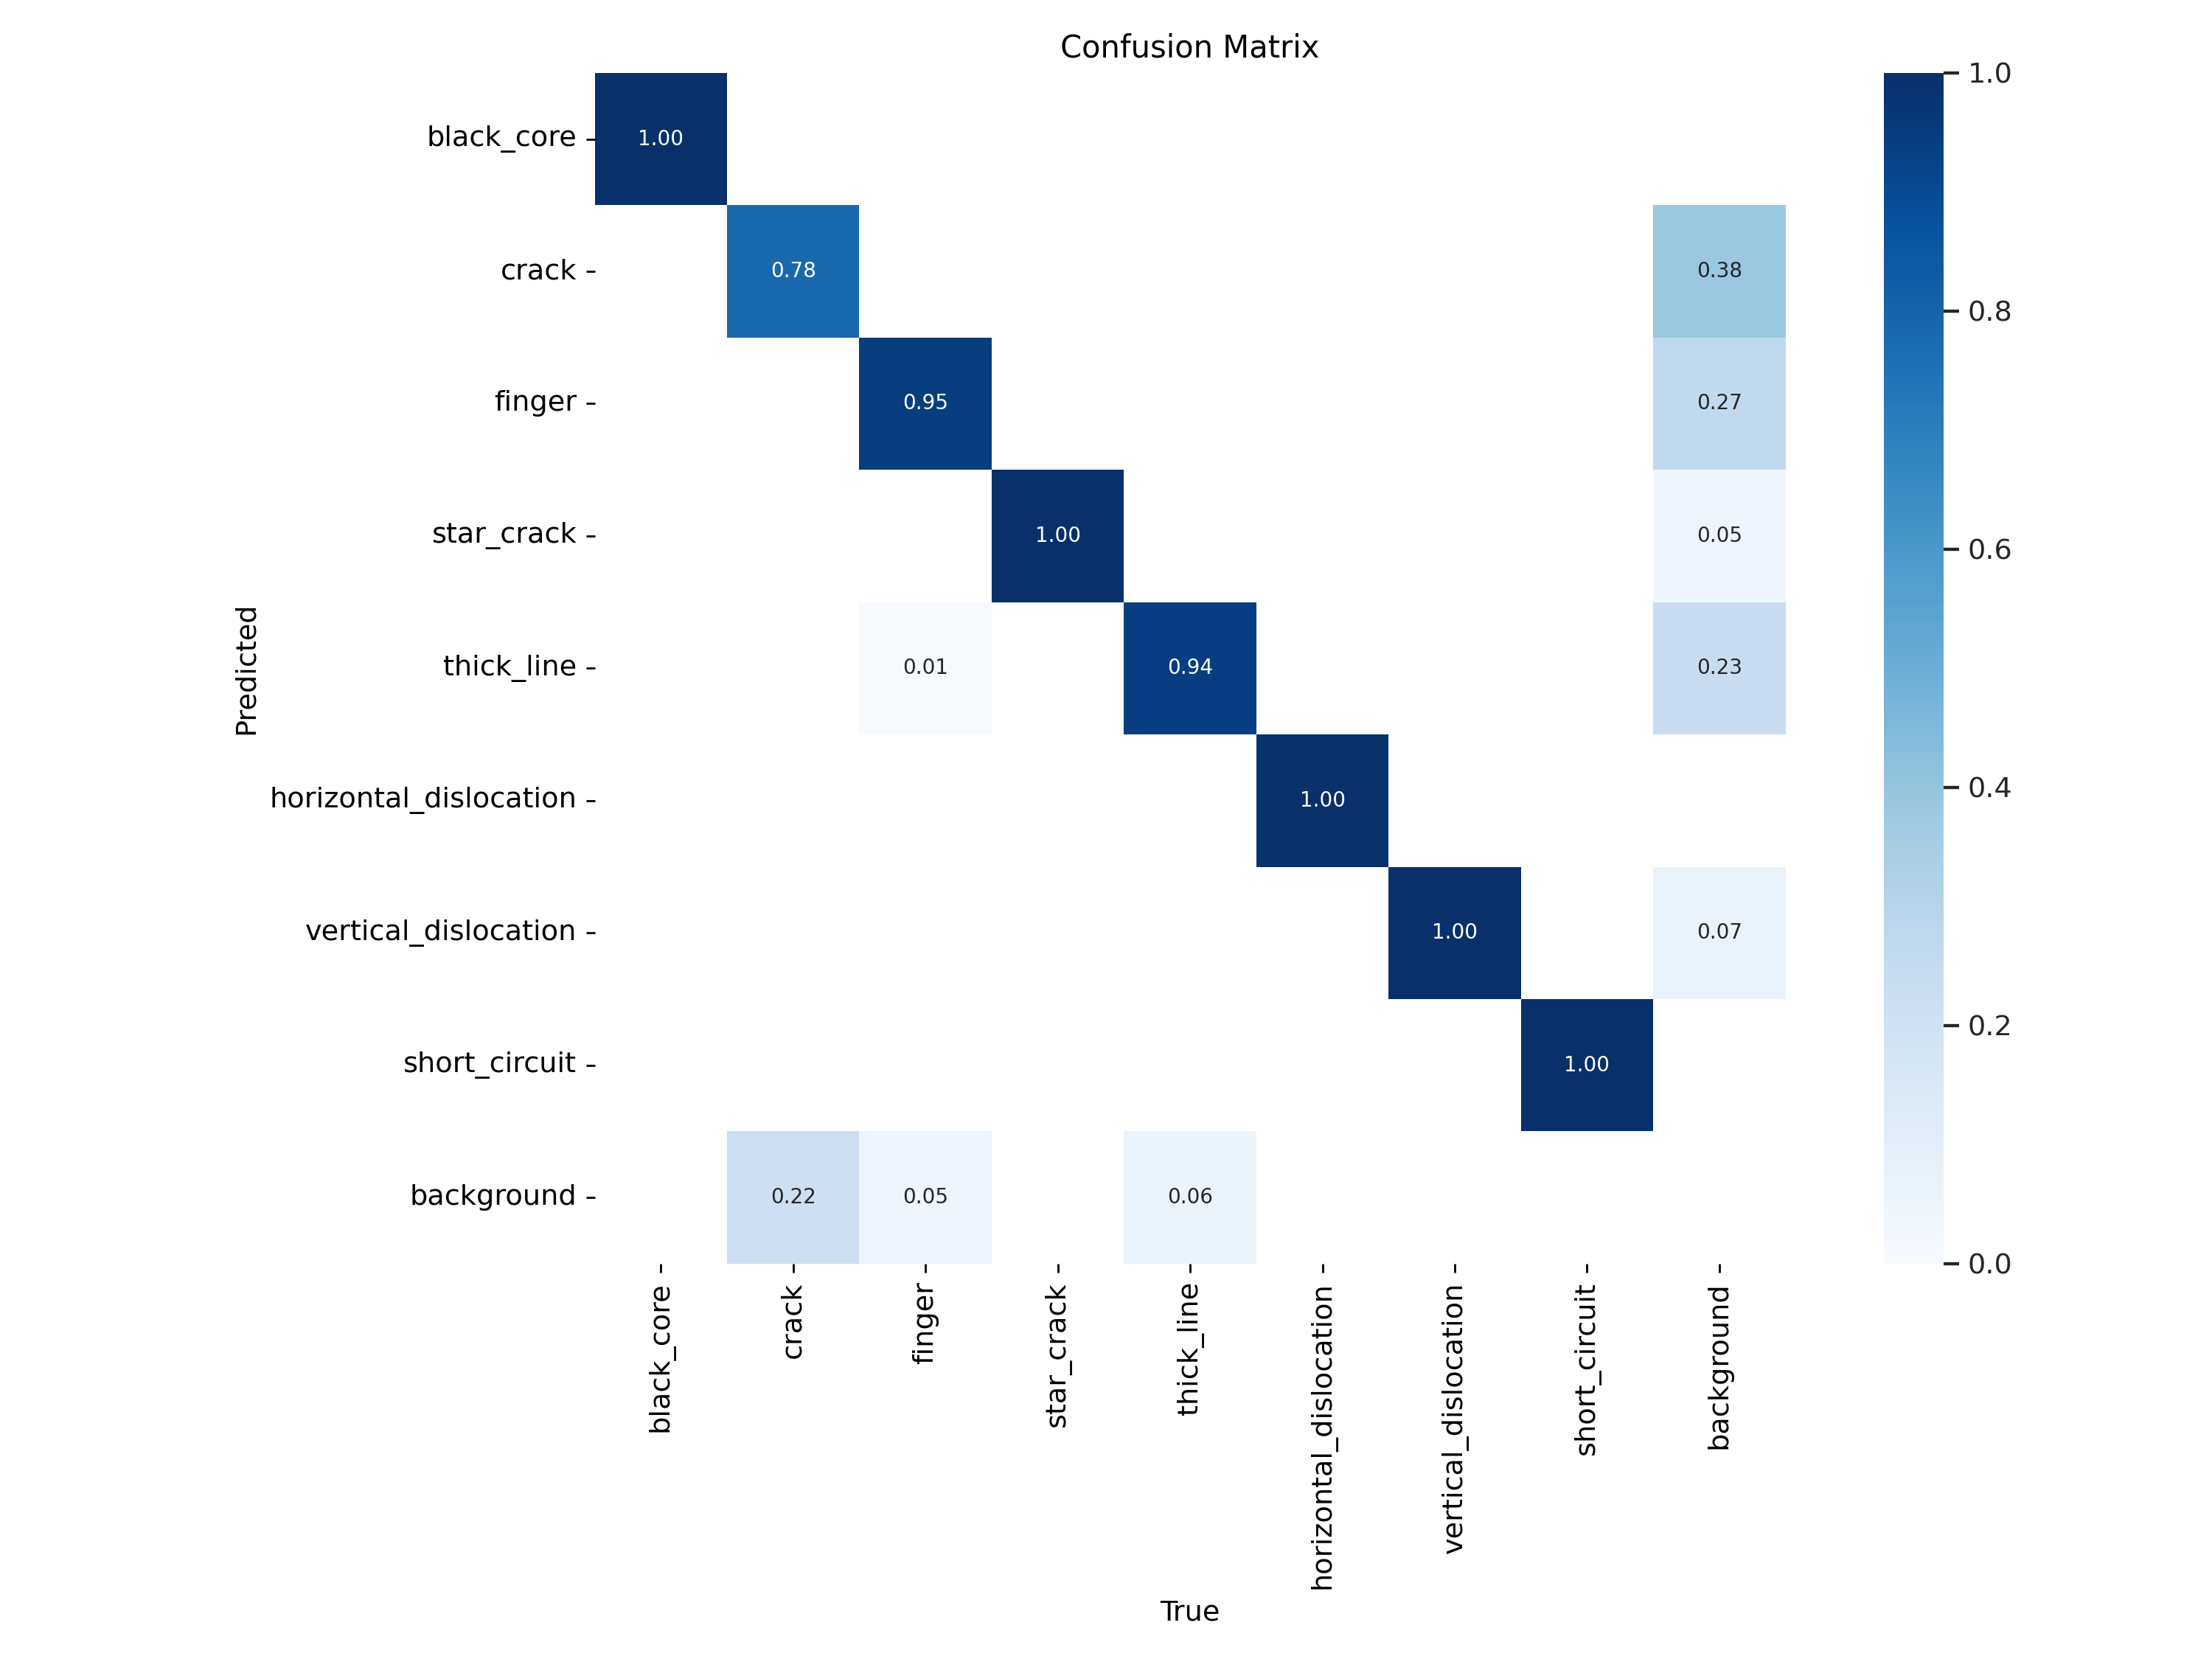 Confusion Matrix
Predicted
black_core
crack
finger
star_crack
thick_line
horizontal_dislocation
vertical_dislocation
short_circuit
background
1.00
0.78 0.38
0.95 0.27
1.00 0.05
0.01 0.94 0.23
1.00
1.00 0.07
1.00
0.22 0.05 0.06
1.0
0.8
0.6
0.4
0.2
0.0
black_core
crack
finger
star_crack
thick_line
horizontal_dislocation
vertical_dislocation
short_circuit
background
True